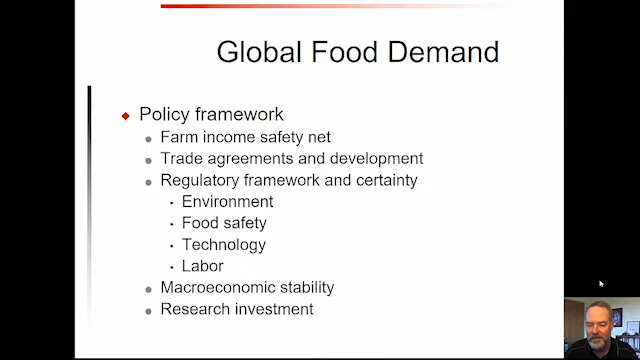 Global Food Demand
Policy framework
Farm income safety net
Trade agreements and development
Regulatory framework and certainty
Environment
Food safety
Technology
Labor
Macroeconomic stability
Research investment